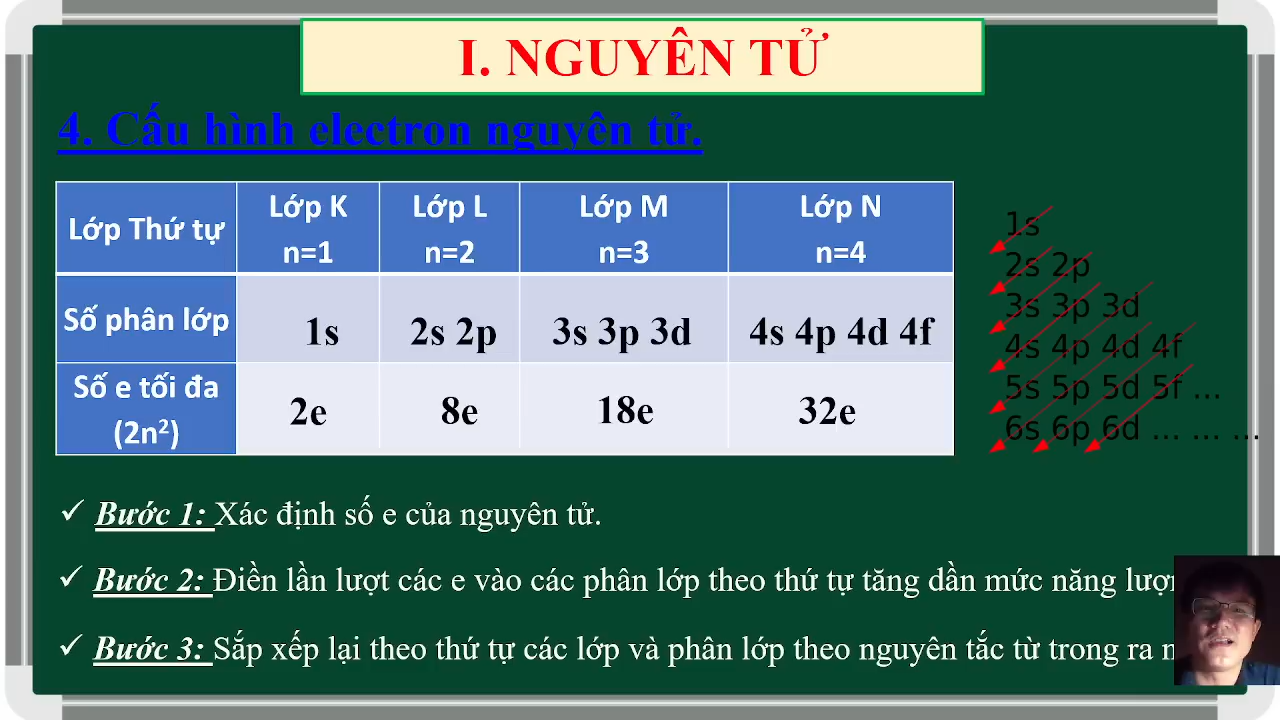 I. NGUYÊN TỬ
4. Cấu hình electron nguyên tử.
Lớp Thứ tự
Lớp K
n=1
Lớp L
n=2
Lớp M
n=3
Lớp N
n=4
Số phân lớp
1s
2s 2p
3s 3p 3d
4s 4p 4d 4f
Số e tối đa
(2n²)
2e
8e
18e
32e
1s
2s 2p
3s 3p 3d
4s 4p 4d 4f
5s 5p 5d 5f ...
6s 6p 6d ... ... ...
✓ Bước 1: Xác định số e của nguyên tử.
✓ Bước 2: Điền lần lượt các e vào các phân lớp theo thứ tự tăng dần mức năng
✓ Bước 3: Sắp xếp lại theo thứ tự các lớp và phân lớp theo nguyên tắc từ trong ra